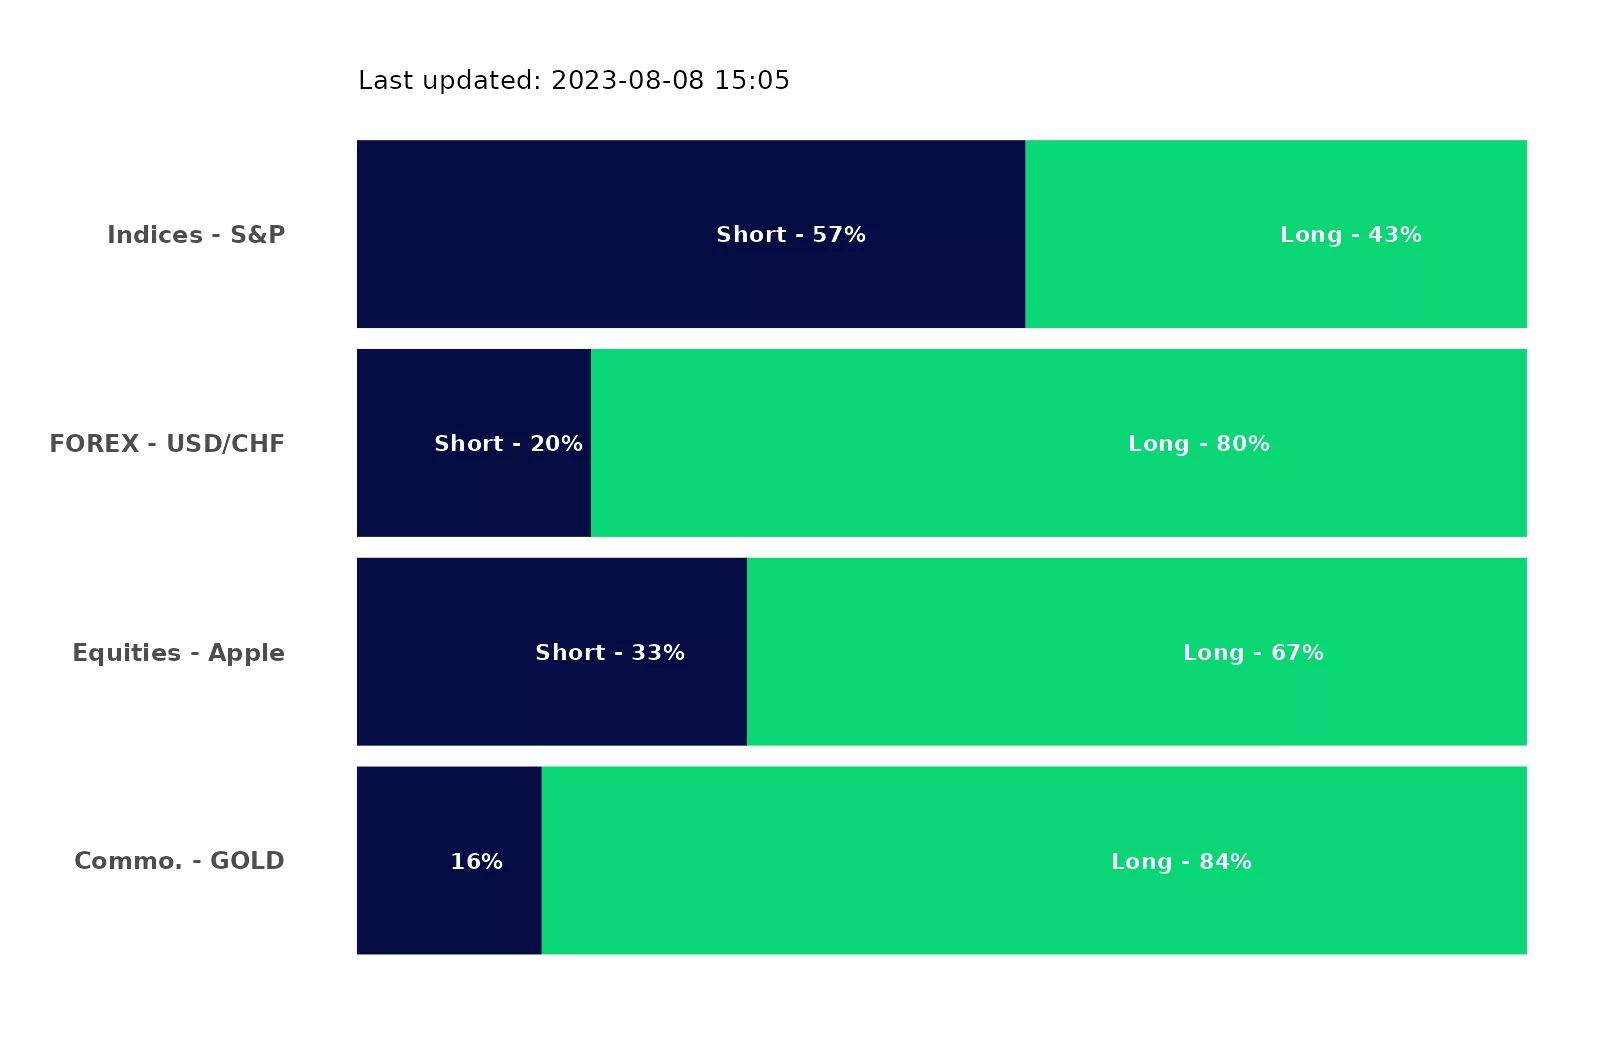 Last updated: 2023-08-08 15:05
Indices - S&P
Short - 57%
Long - 43%
FOREX - USD/CHF
Short - 20%
Long - 80%
Equities - Apple
Short - 33%
Long - 67%
Commo. - GOLD
16%
Long - 84%